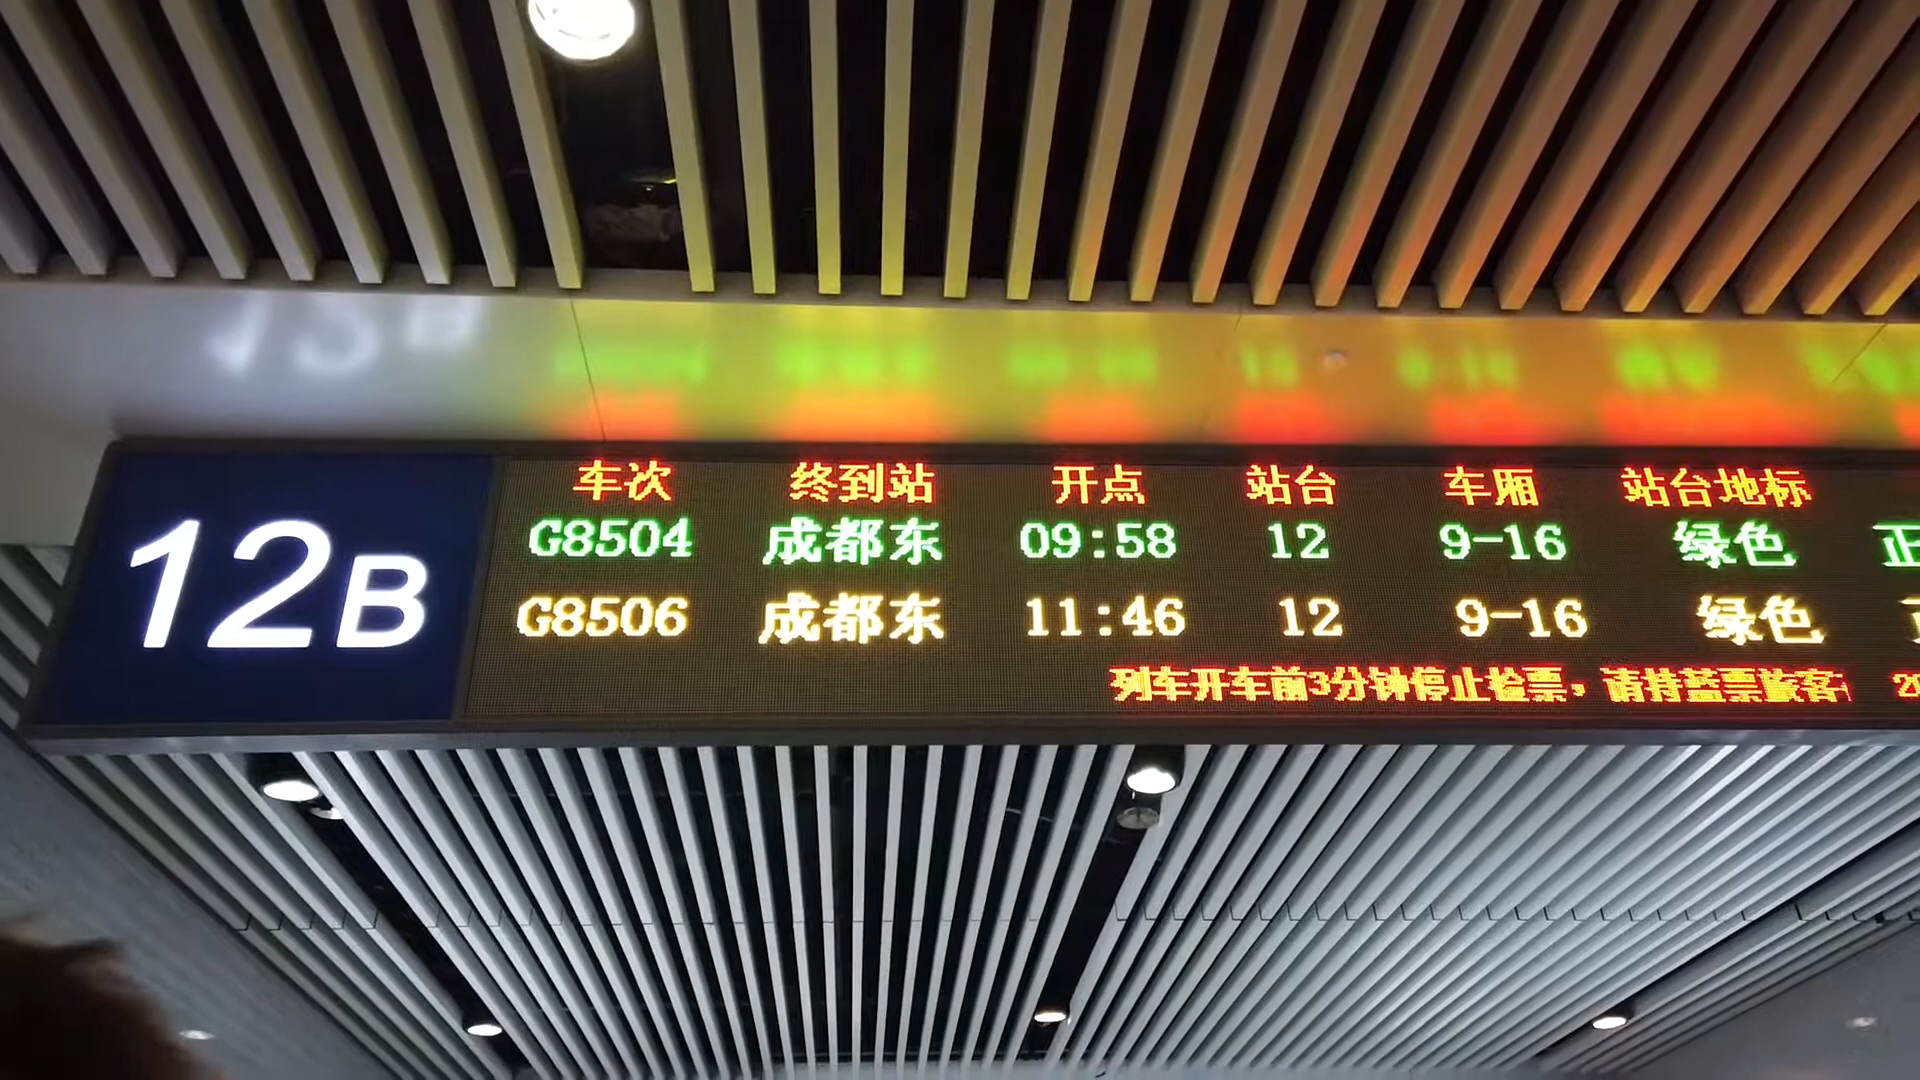 12B
车次 终到站 开点 站台 车厢 站台地标
G8504 成都东 09:58 12 9-16 绿色 正
G8506 成都东 11:46 12 9-16 绿色
列车开车前3分钟停止检票，请持蓝票旅客